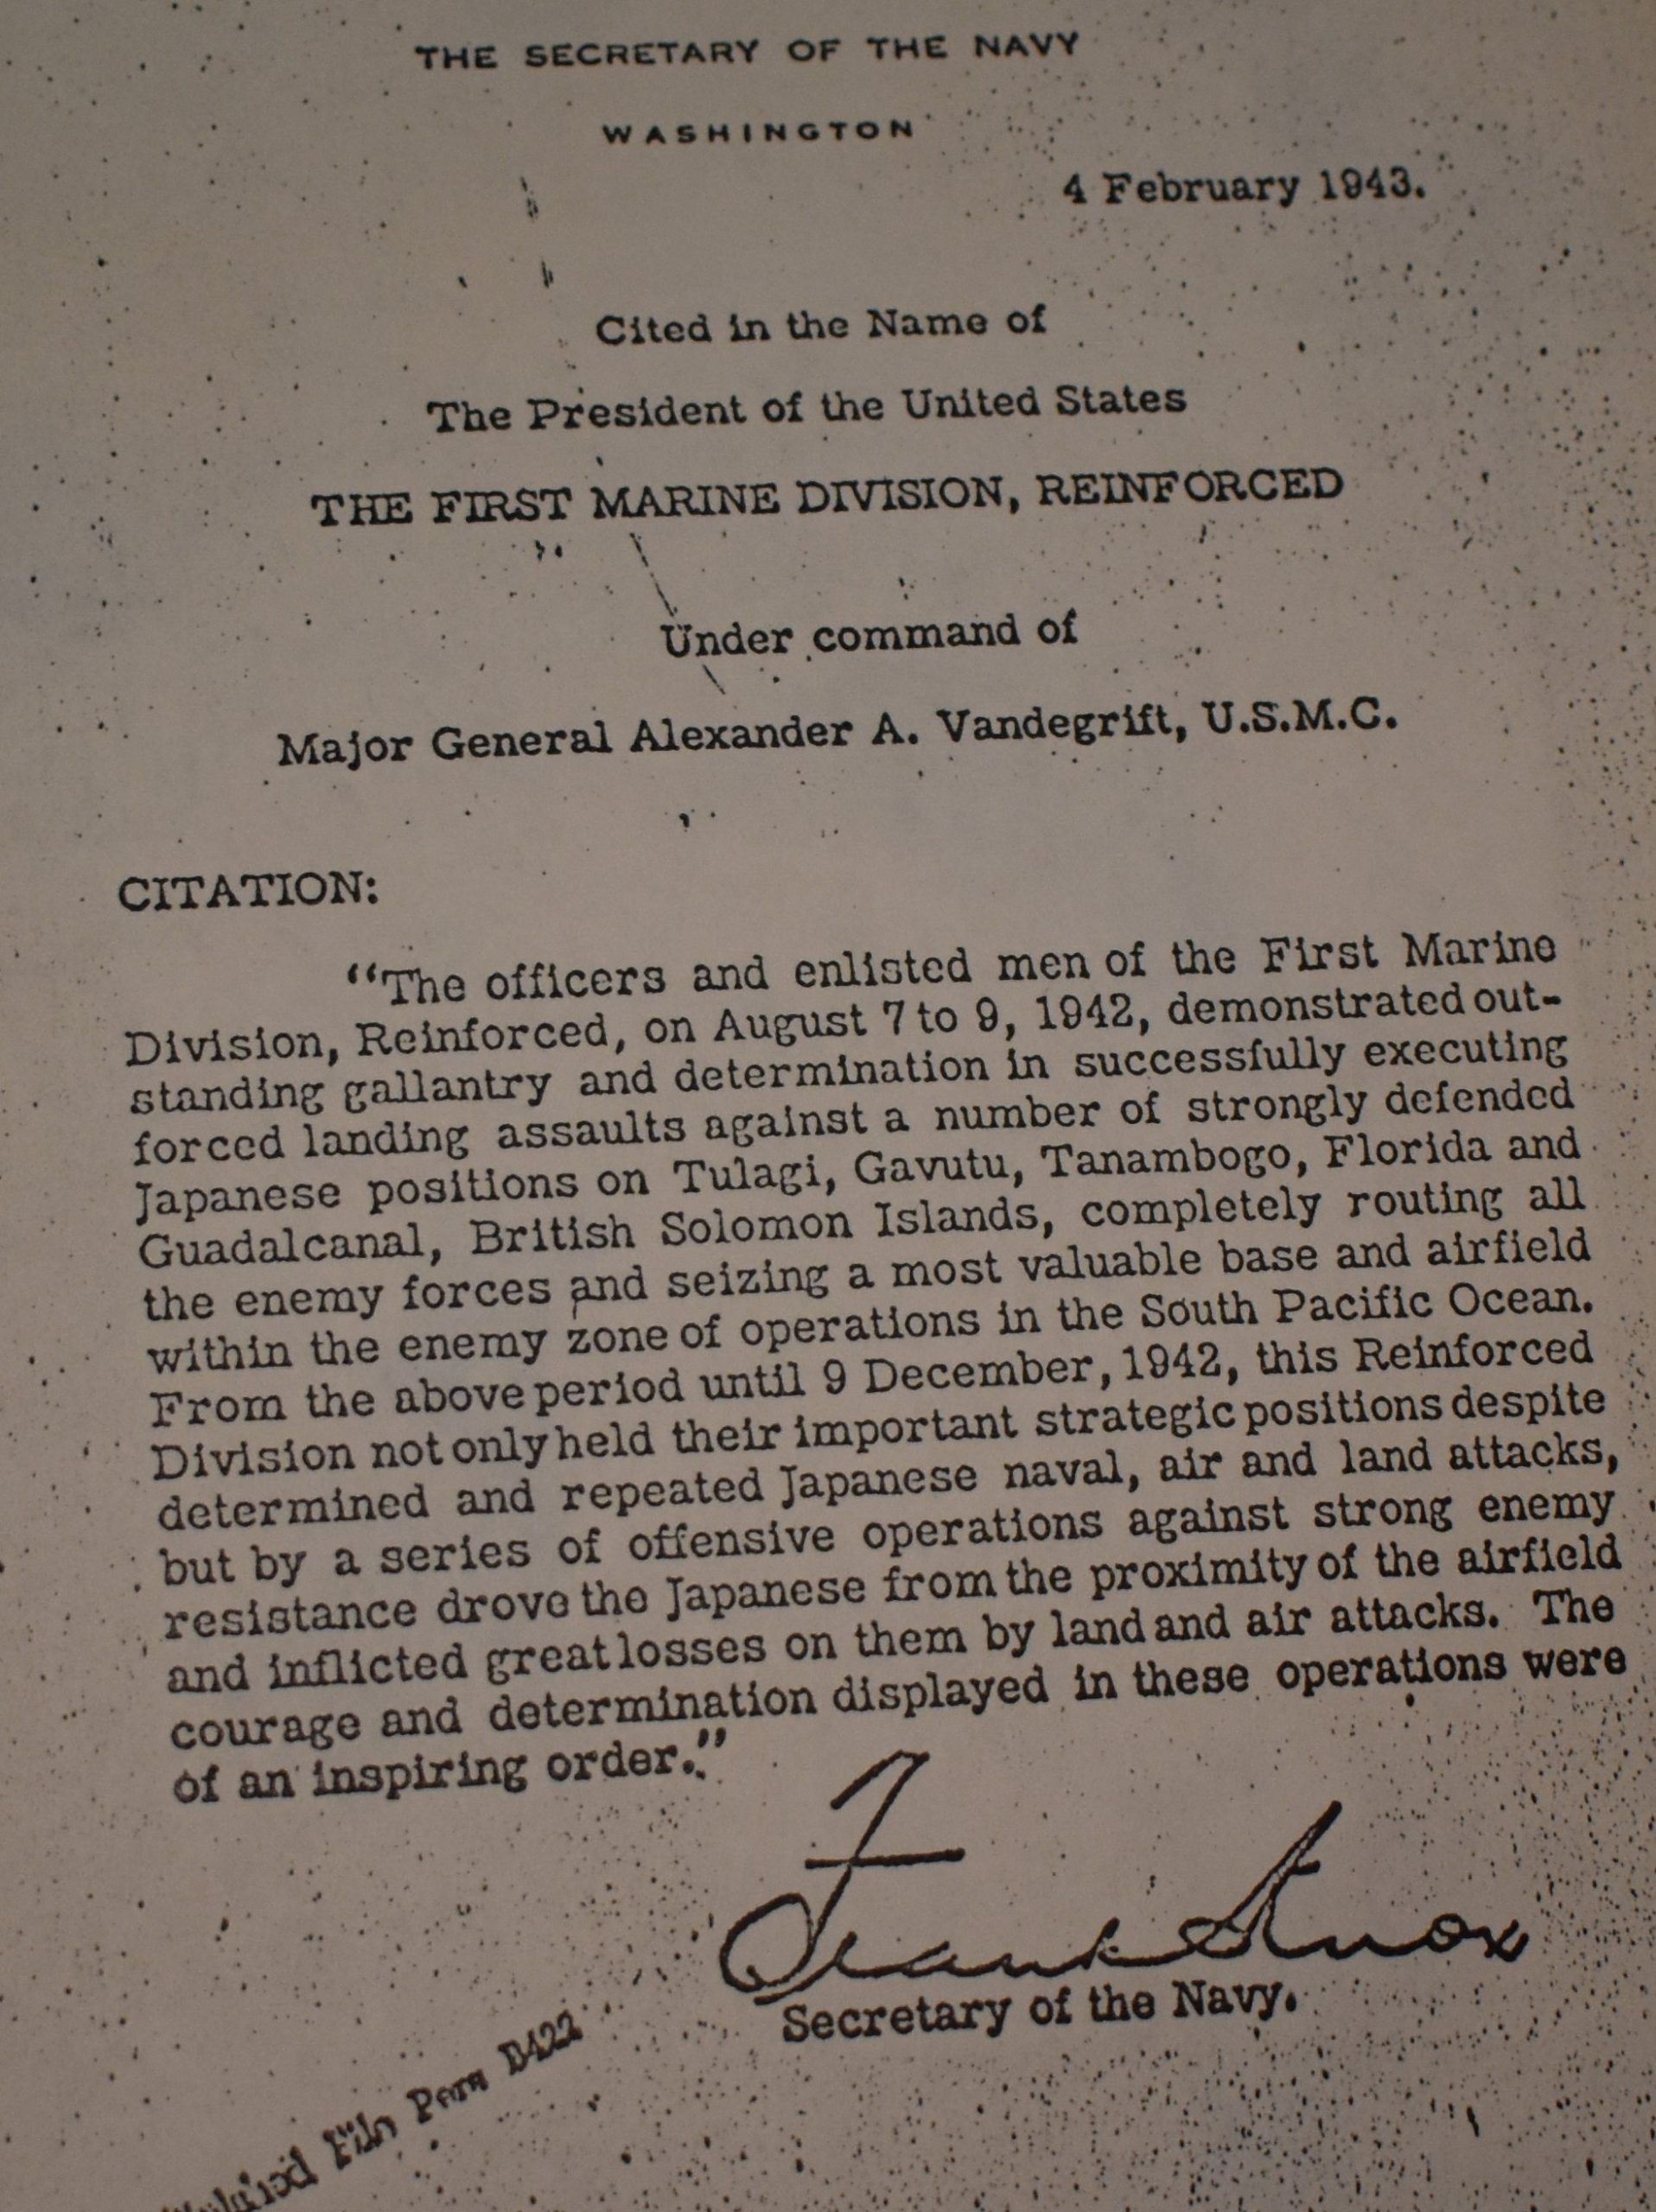 THE SECRETARY OF THE NAVY
WASHINGTON
4 February 1943.
Cited in the Name of
The President of the United States
THE FIRST MARINE DIVISION, REINFORCED
Under command of
Major General Alexander A. Vandegrift, U.S.M.C.
CITATION:
“The officers and enlisted men of the First Marine
Division, Reinforced, on August 7 to 9, 1942, demonstrated out-
standing gallantry and determination in successfully executing
forced landing assaults against a number of strongly defended
Japanese positions on Tulagi, Gavutu, Tanambogo, Florida and
Guadalcanal, British Solomon Islands, completely routing all
the enemy forces and seizing a most valuable base and airfield
within the enemy zone of operations in the South Pacific Ocean.
From the above period until 9 December, 1942, this Reinforced
Division not only held their important strategic positions despite
determined and repeated Japanese naval, air and land attacks,
but by a series of offensive operations against strong enemy
resistance drove the Japanese from the proximity of the airfield
and inflicted great losses on them by land and air attacks. The
courage and determination displayed in these operations were
of an inspiring order.”
Frank Knox
Secretary of the Navy.
D422